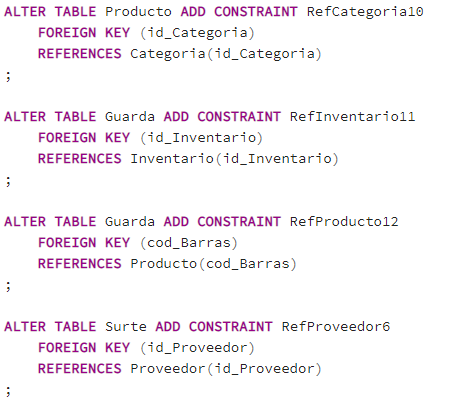 ALTER TABLE Producto ADD CONSTRAINT RefCategoria10
FOREIGN KEY (id_Categoria)
REFERENCES Categoria(id_Categoria)
;
ALTER TABLE Guarda ADD CONSTRAINT RefInventario11
FOREIGN KEY (id_Inventario)
REFERENCES Inventario(id_Inventario)
;
ALTER TABLE Guarda ADD CONSTRAINT RefProducto12
FOREIGN KEY (cod_Barras)
REFERENCES Producto(cod_Barras)
;
ALTER TABLE Surte ADD CONSTRAINT RefProveedor6
FOREIGN KEY (id_Proveedor)
REFERENCES Proveedor(id_Proveedor)
;